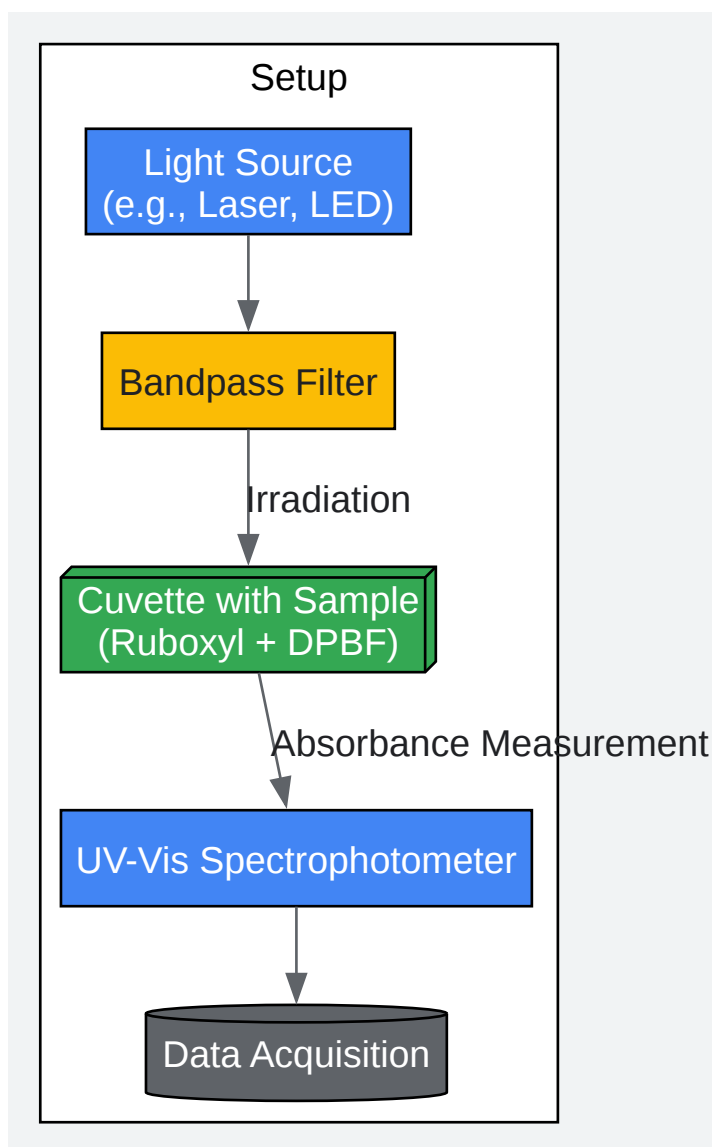 Setup
Light Source
(e.g., Laser, LED)
Bandpass Filter
Irradiation
Cuvette with Sample
(Ruboxyl + DPBF)
Absorbance Measurement
UV-Vis Spectrophotometer
Data Acquisition